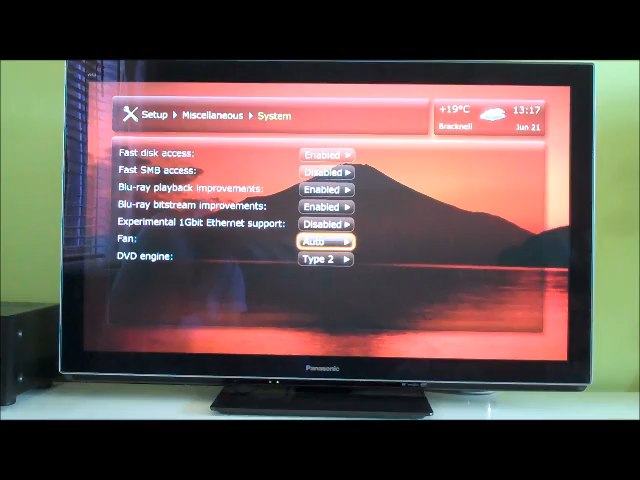 Setup ▶ Miscellaneous ▶ System
+19°C 13:17
Bracknell Jun 21
Fast disk access: Enabled
Fast SMB access: Disabled
Blu-ray playback improvements: Enabled
Blu-ray bitstream improvements: Enabled
Experimental 1Gbit Ethernet support: Disabled
Fan: Auto
DVD engine: Type 2
Panasonic